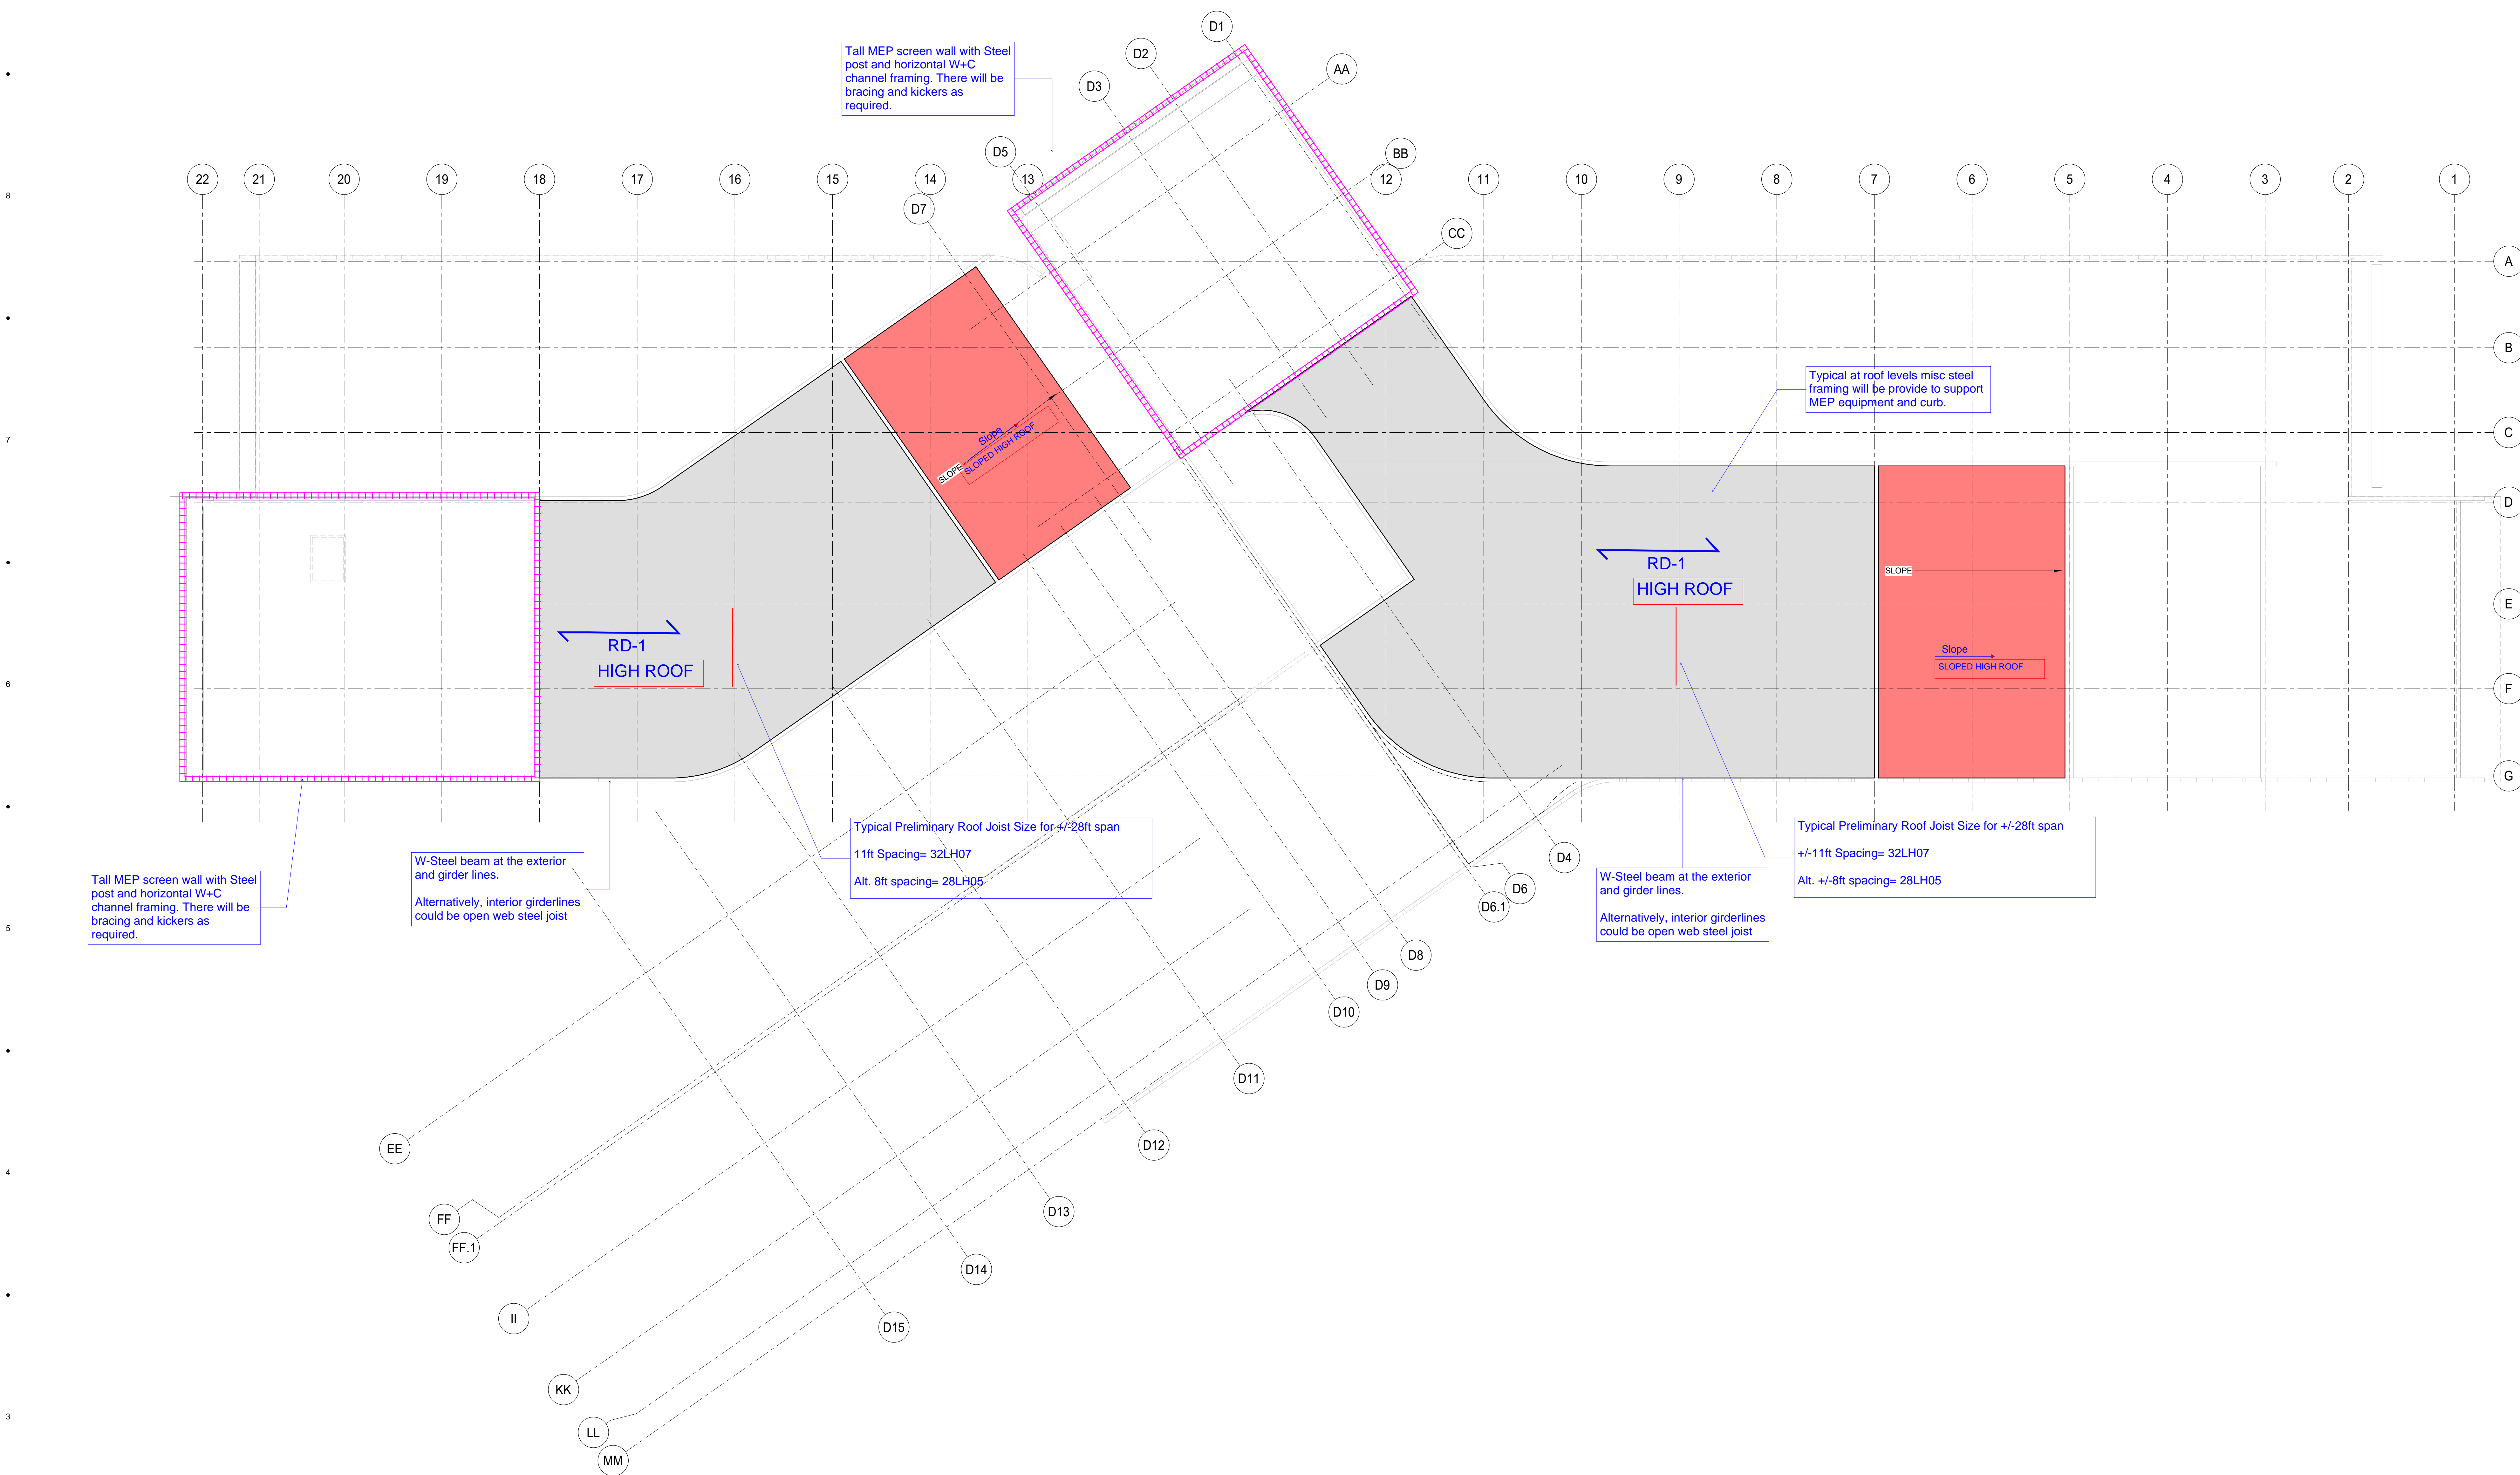 D1
D2
AA
D3
Tall MEP screen wall with Steel
post and horizontal W+C
channel framing. There will be
bracing and kickers as
required.
D5
BB
22
21
20
19
18
17
16
15
14
13
12
11
10
9
8
7
6
5
4
3
2
1
8
D7
CC
A
B
Typical at roof levels misc steel
framing will be provide to support
MEP equipment and curb.
C
7
Slope
SLOPE
SLOPED HIGH ROOF
D
RD-1
HIGH ROOF
SLOPE
E
RD-1
HIGH ROOF
Slope
SLOPED HIGH ROOF
6
F
G
Typical Preliminary Roof Joist Size for +/-28ft span
11ft Spacing= 32LH07
Alt. 8ft spacing= 28LH05
Typical Preliminary Roof Joist Size for +/-28ft span
+/-11ft Spacing= 32LH07
Alt. +/-8ft spacing= 28LH05
W-Steel beam at the exterior
and girder lines.
Alternatively, interior girderlines
could be open web steel joist
W-Steel beam at the exterior
and girder lines.
Alternatively, interior girderlines
could be open web steel joist
Tall MEP screen wall with Steel
post and horizontal W+C
channel framing. There will be
bracing and kickers as
required.
D4
D6
D6.1
5
D8
D9
D10
D11
EE
D12
4
FF
D13
FF.1
D14
II
D15
KK
3
LL
MM